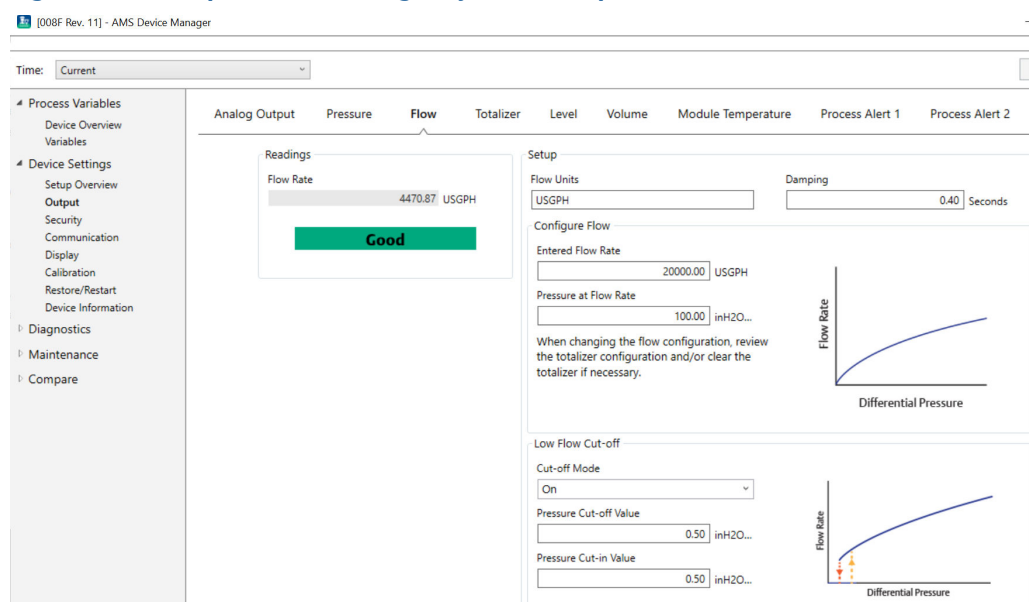 [008F Rev. 11] - AMS Device Manager
Time: Current
Process Variables
Device Overview
Variables
Device Settings
Setup Overview
Output
Security
Communication
Display
Calibration
Restore/Restart
Device Information
Diagnostics
Maintenance
Compare
Analog Output Pressure Flow Totalizer Level Volume Module Temperature Process Alert 1 Process Alert 2
Readings
Flow Rate
4470.87 USGPH
Good
Setup
Flow Units
USGPH
Damping
0.40 Seconds
Configure Flow
Entered Flow Rate
20000.00 USGPH
Pressure at Flow Rate
100.00 inH2O...
When changing the flow configuration, review
the totalizer configuration and/or clear the
totalizer if necessary.
Flow Rate
Differential Pressure
Low Flow Cut-off
Cut-off Mode
On
Pressure Cut-off Value
0.50 inH2O...
Pressure Cut-in Value
0.50 inH2O...
Flow Rate
Differential Pressure